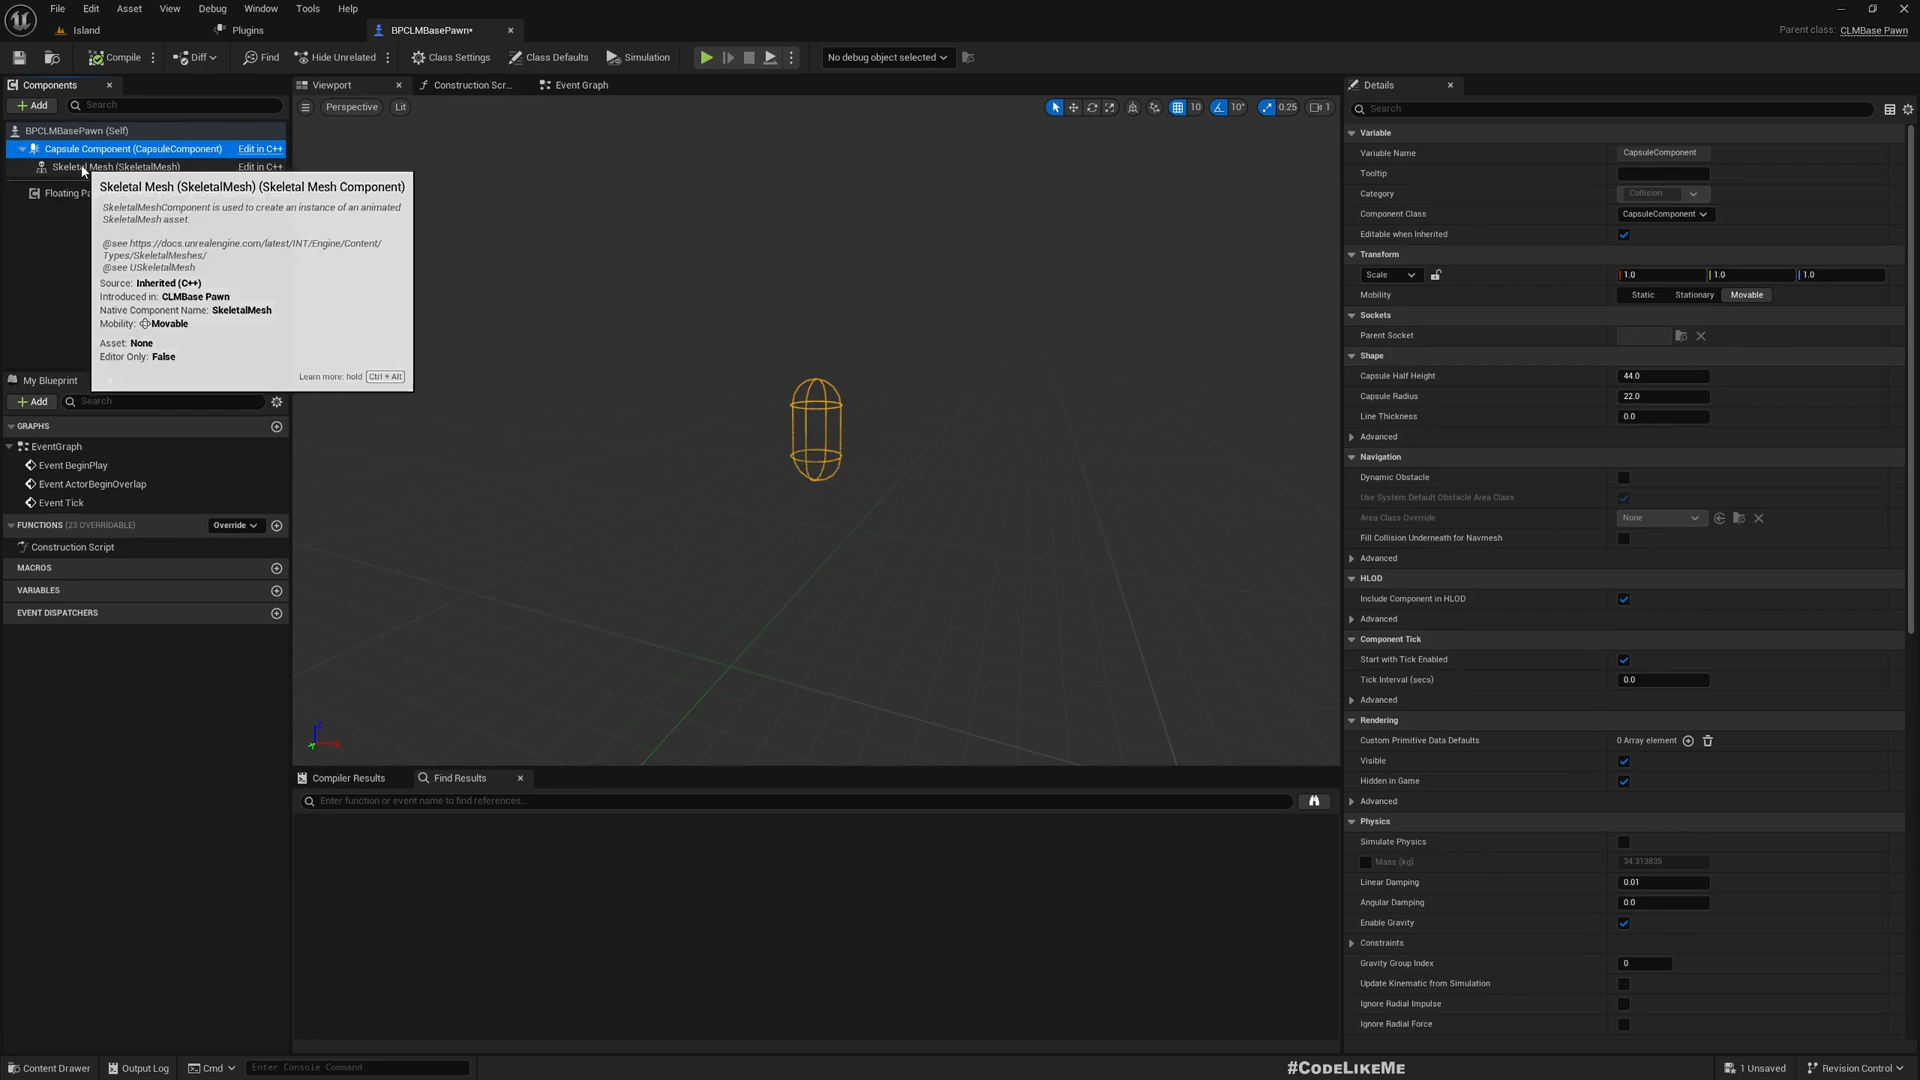 File Edit Asset View Debug Window Tools Help
Island Plugins BPCLMBasePawn* Parent class: CLMBase Pawn
Compile Diff Find Hide Unrelated Class Settings Class Defaults Simulation No debug object selected
Components Viewport Construction Scr... Event Graph Details
Add Search Perspective Lit 10 10° 0.25 1 Search
BPCLMBasePawn (Self)
Capsule Component (CapsuleComponent) Edit in C++
Skeletal Mesh (SkeletalMesh) Edit in C++
Floating Pa
Skeletal Mesh (SkeletalMesh) (Skeletal Mesh Component)
SkeletalMeshComponent is used to create an instance of an animated
SkeletalMesh asset.
@see https://docs.unrealengine.com/latest/INT/Engine/Content/
Types/SkeletalMeshes/
@see USkeletalMesh
Source: Inherited (C++)
Introduced in: CLMBase Pawn
Native Component Name: SkeletalMesh
Mobility: Movable
Asset: None
Editor Only: False
Learn more: hold Ctrl + Alt
My Blueprint
Add Search
GRAPHS
EventGraph
Event BeginPlay
Event ActorBeginOverlap
Event Tick
FUNCTIONS (23 OVERRIDABLE) Override
Construction Script
MACROS
VARIABLES
EVENT DISPATCHERS
Compiler Results Find Results
Enter function or event name to find references...
Variable
Variable Name CapsuleComponent
Tooltip
Category Collision
Component Class CapsuleComponent
Editable when Inherited
Transform
Scale 1.0 1.0 1.0
Mobility Static Stationary Movable
Sockets
Parent Socket
Shape
Capsule Half Height 44.0
Capsule Radius 22.0
Line Thickness 0.0
Advanced
Navigation
Dynamic Obstacle
Use System Default Obstacle Area Class
Area Class Override None
Fill Collision Underneath for Navmesh
Advanced
HLOD
Include Component in HLOD
Advanced
Component Tick
Start with Tick Enabled
Tick Interval (secs) 0.0
Advanced
Rendering
Custom Primitive Data Defaults 0 Array element
Visible
Hidden in Game
Advanced
Physics
Simulate Physics
Mass (kg) 34.313835
Linear Damping 0.01
Angular Damping 0.0
Enable Gravity
Constraints
Gravity Group Index 0
Update Kinematic from Simulation
Ignore Radial Impulse
Ignore Radial Force
Content Drawer Output Log Cmd Enter Console Command #CodeLikeMe 1 Unsaved Revision Control